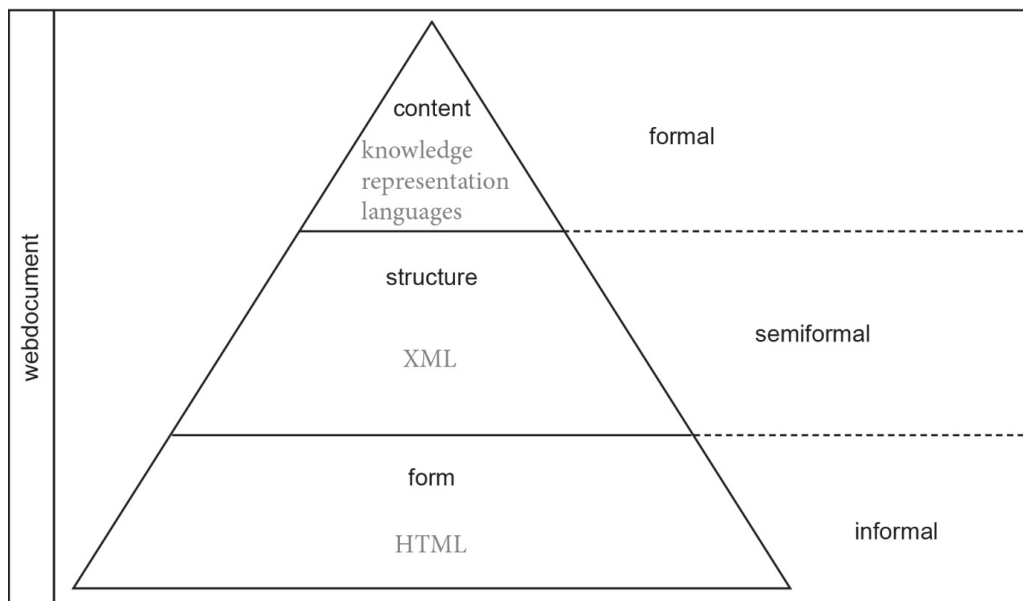 webdocument
content
knowledge
representation
languages
formal
structure
XML
semiformal
form
HTML
informal